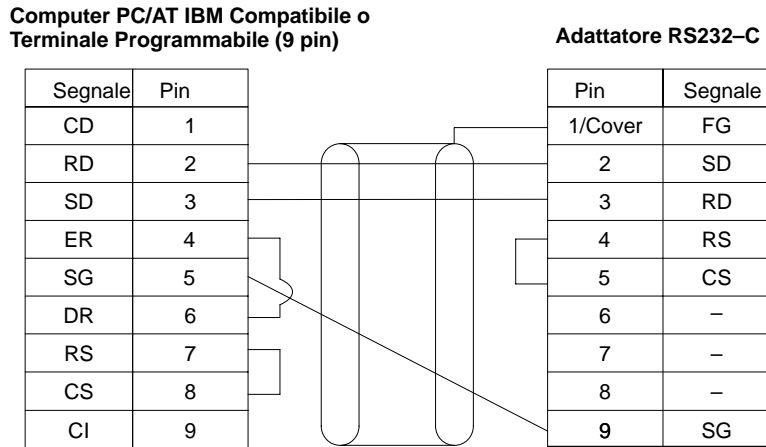 Computer PC/AT IBM Compatibile o
Terminale Programmabile (9 pin)
Adattatore RS232–C
Segnale Pin
CD 1
RD 2
SD 3
ER 4
SG 5
DR 6
RS 7
CS 8
CI 9
Pin Segnale
1/Cover FG
2 SD
3 RD
4 RS
5 CS
6 –
7 –
8 –
9 SG